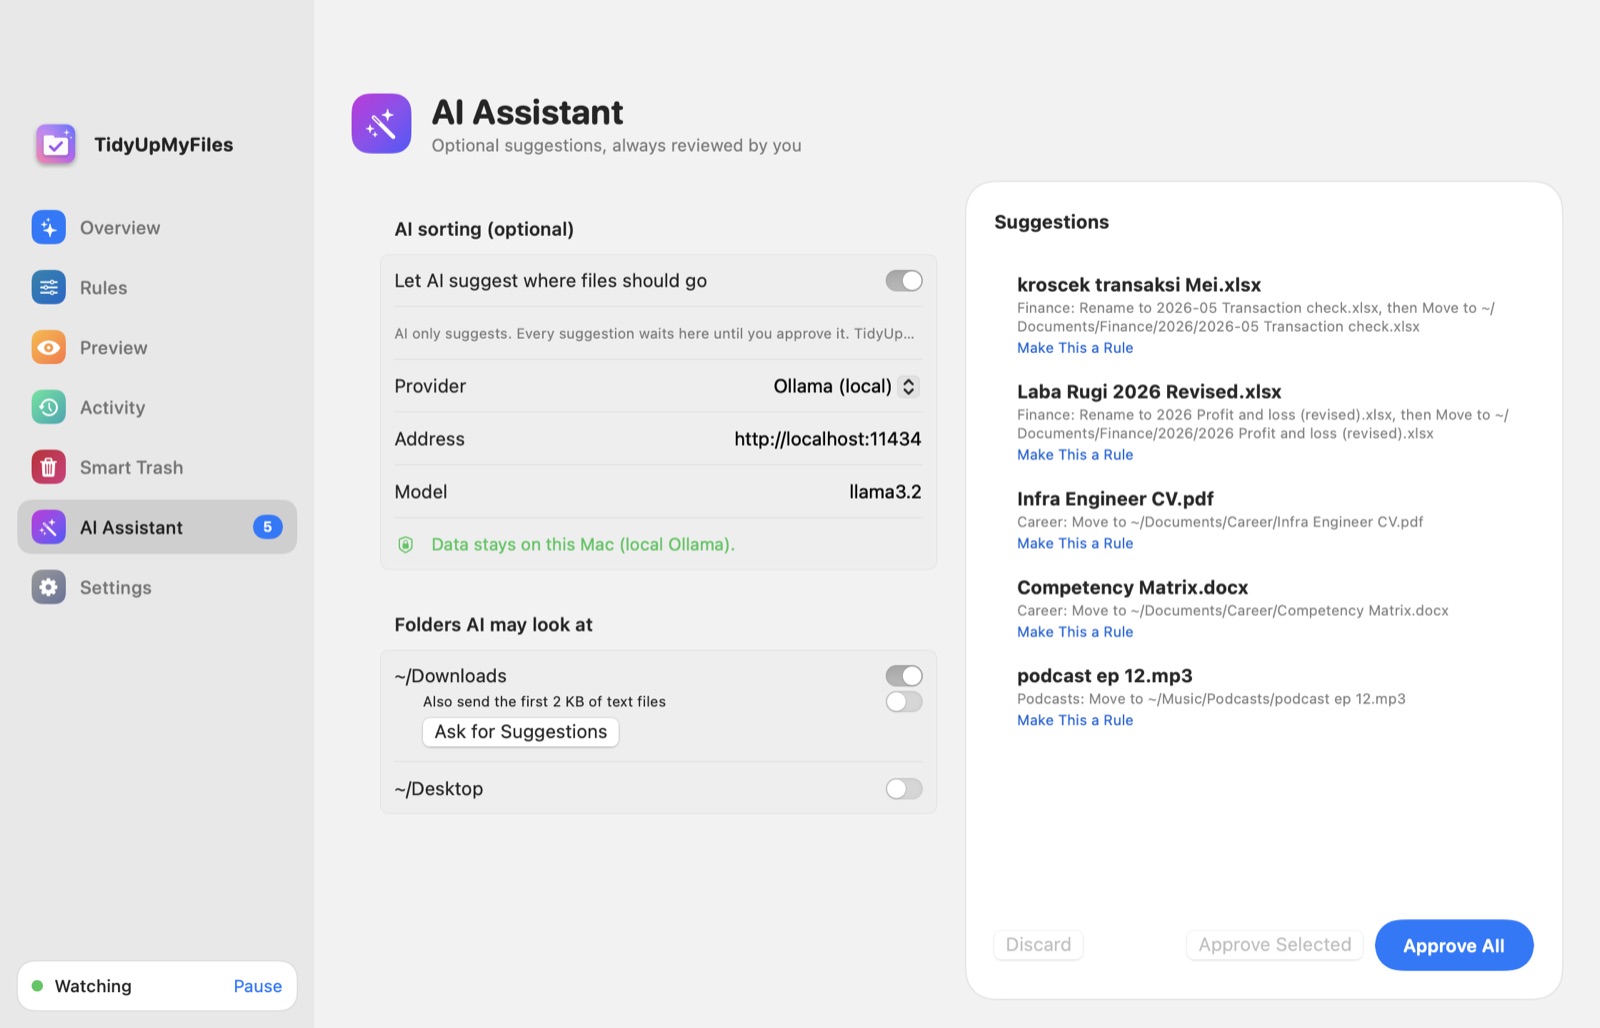 TidyUpMyFiles
Overview
Rules
Preview
Activity
Smart Trash
AI Assistant
5
Settings
Watching
Pause
AI Assistant
Optional suggestions, always reviewed by you
AI sorting (optional)
Let AI suggest where files should go
AI only suggests. Every suggestion waits here until you approve it. TidyUp...
Provider
Ollama (local)
Address
http://localhost:11434
Model
llama3.2
Data stays on this Mac (local Ollama).
Folders AI may look at
~/Downloads
Also send the first 2 KB of text files
Ask for Suggestions
~/Desktop
Suggestions
kroscek transaksi Mei.xlsx
Finance: Rename to 2026-05 Transaction check.xlsx, then Move to ~/
Documents/Finance/2026/2026-05 Transaction check.xlsx
Make This a Rule
Laba Rugi 2026 Revised.xlsx
Finance: Rename to 2026 Profit and loss (revised).xlsx, then Move to ~/
Documents/Finance/2026/2026 Profit and loss (revised).xlsx
Make This a Rule
Infra Engineer CV.pdf
Career: Move to ~/Documents/Career/Infra Engineer CV.pdf
Make This a Rule
Competency Matrix.docx
Career: Move to ~/Documents/Career/Competency Matrix.docx
Make This a Rule
podcast ep 12.mp3
Podcasts: Move to ~/Music/Podcasts/podcast ep 12.mp3
Make This a Rule
Discard
Approve Selected
Approve All